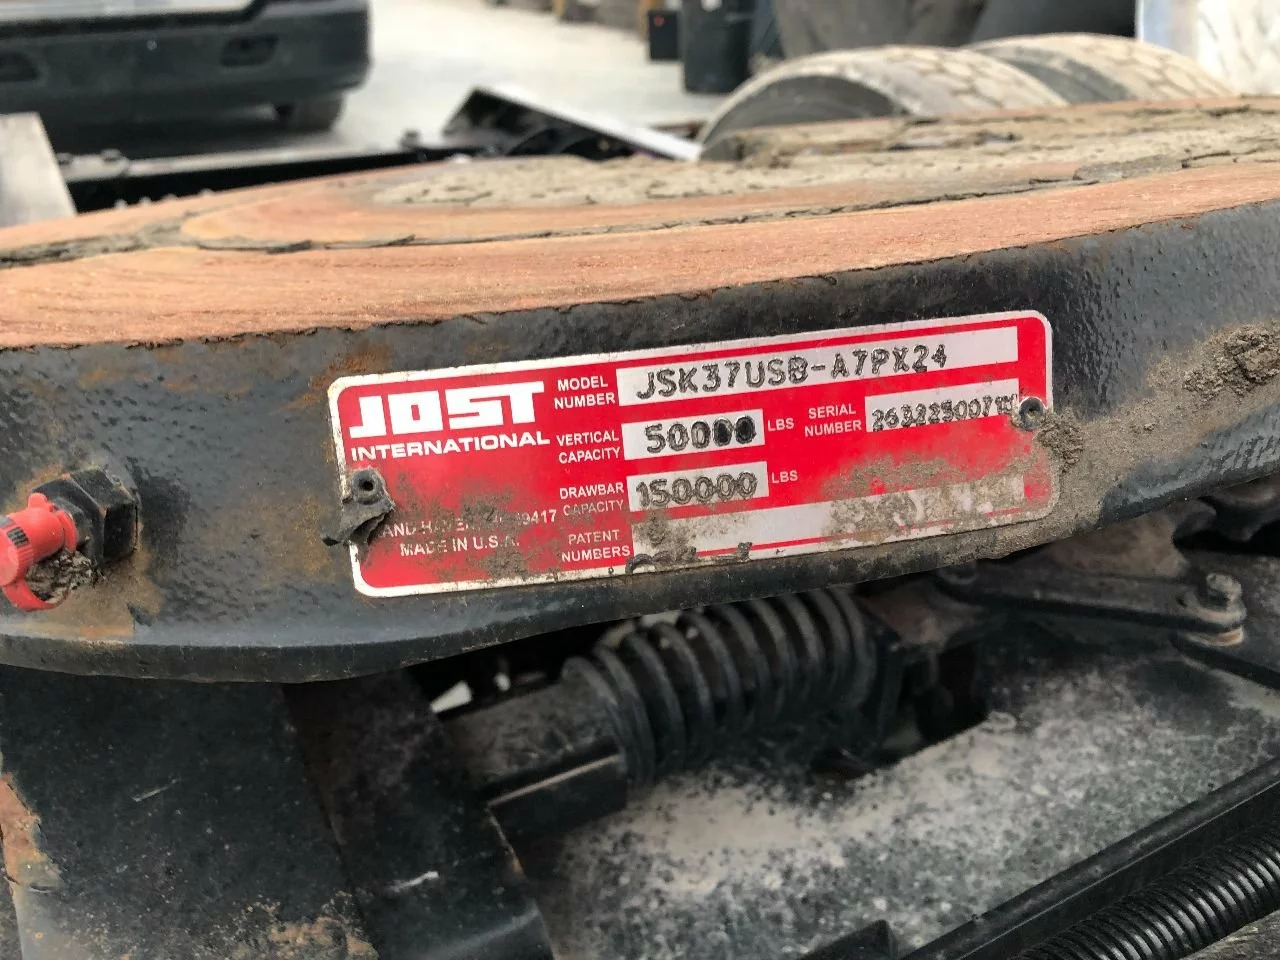 JOST
INTERNATIONAL
MODEL NUMBER JSK37USB-A7PX24
VERTICAL CAPACITY 50000 LBS
SERIAL NUMBER
DRAWBAR CAPACITY 150000 LBS
PATENT NUMBERS
MADE IN U.S.A.